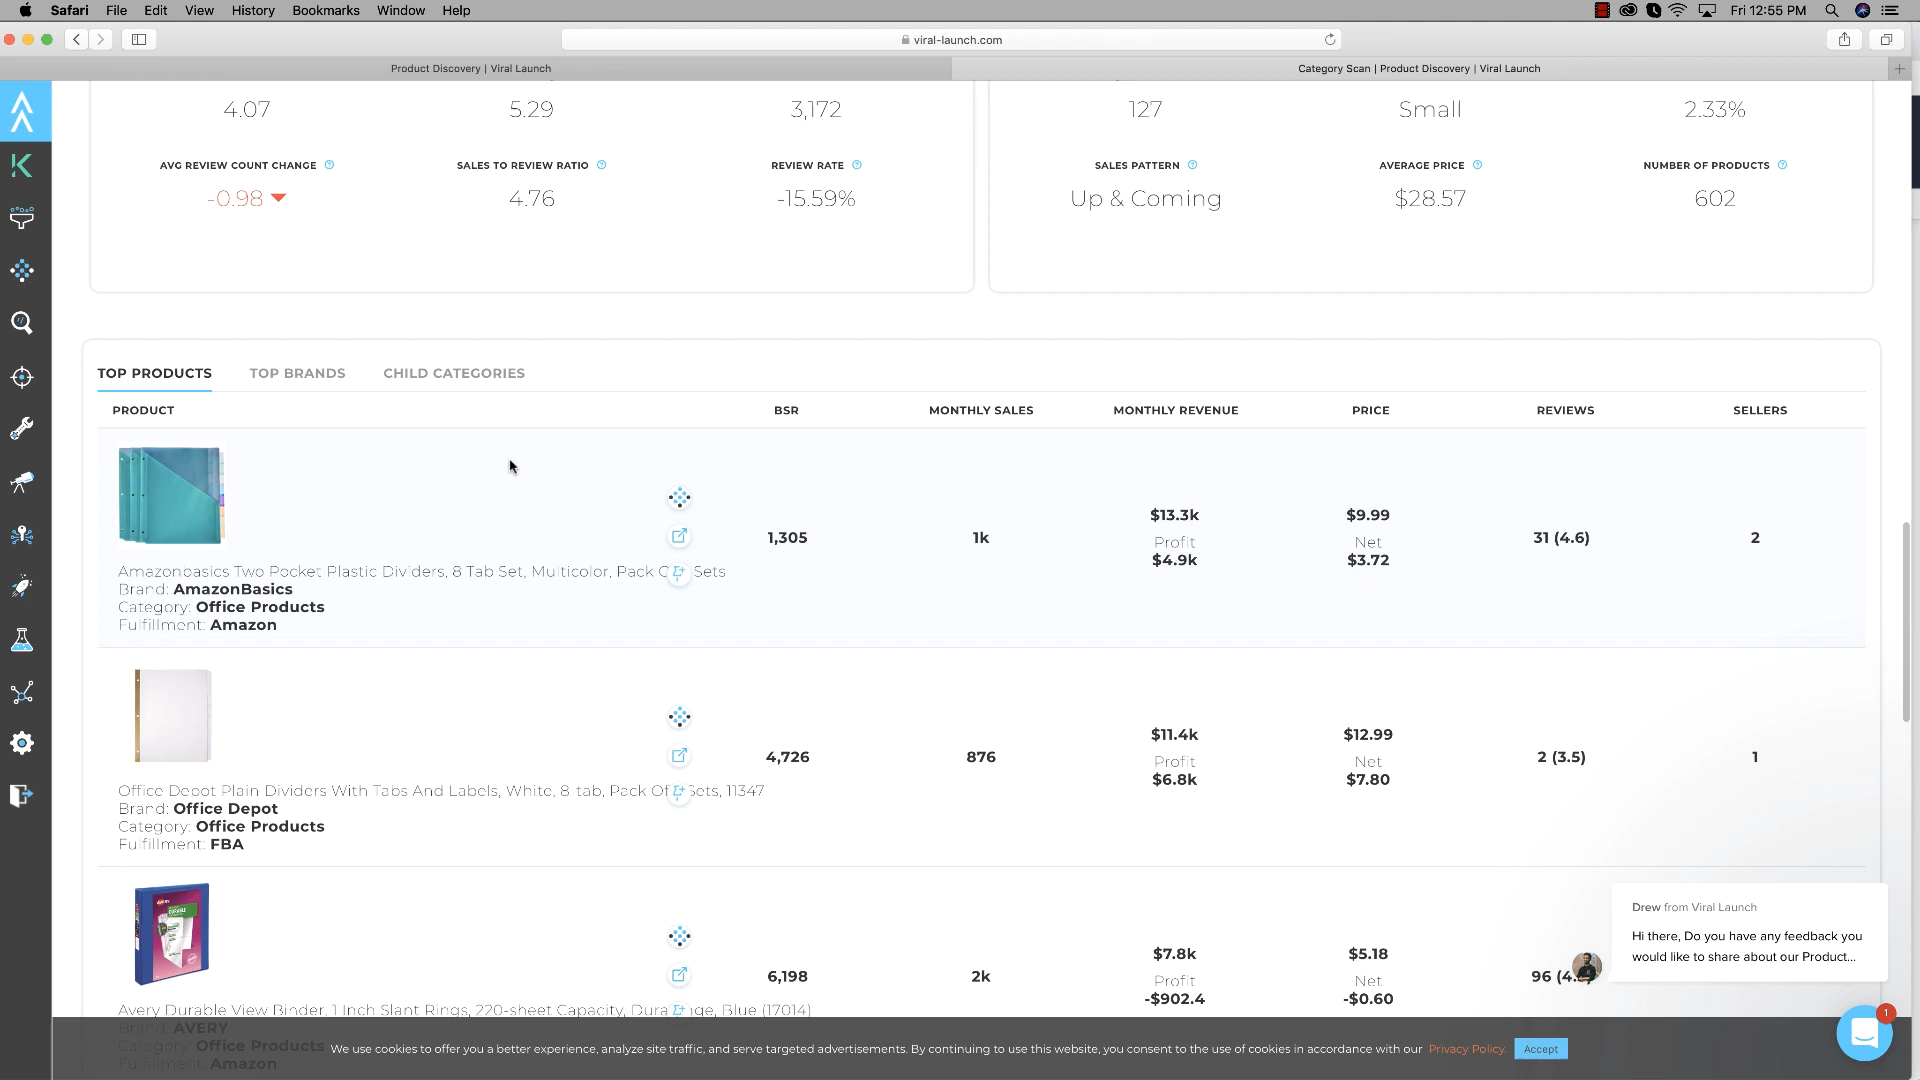 Safari File Edit View History Bookmarks Window Help Fri 12:55 PM
viral-launch.com
Product Discovery | Viral Launch Category Scan | Product Discovery | Viral Launch
4.07 5.29 3,172 127 Small 2.33%
AVG REVIEW COUNT CHANGE SALES TO REVIEW RATIO REVIEW RATE SALES PATTERN AVERAGE PRICE NUMBER OF PRODUCTS
-0.98 4.76 -15.59% Up & Coming $28.57 602
TOP PRODUCTS TOP BRANDS CHILD CATEGORIES
PRODUCT BSR MONTHLY SALES MONTHLY REVENUE PRICE REVIEWS SELLERS
$13.3k $9.99
1,305 1k Profit Net 31 (4.6) 2
$4.9k $3.72
Amazonbasics Two Pocket Plastic Dividers, 8 Tab Set, Multicolor, Pack Sets
Brand: AmazonBasics
Category: Office Products
Fulfillment: Amazon
$11.4k $12.99
4,726 876 Profit Net 2 (3.5) 1
$6.8k $7.80
Office Depot Plain Dividers With Tabs And Labels, White, 8-tab, Pack Of Sets, 11347
Brand: Office Depot
Category: Office Products
Fulfillment: FBA
AVERY
DURABLE
$7.8k $5.18
6,198 2k Profit Net 96
-$902.4 -$0.60
Avery Durable View Binder, 1 Inch Slant Rings, 220-sheet Capacity, Blue (17014)
Brand: AVERY
Category: Office Products
Fulfillment: Amazon
Drew from Viral Launch
Hi there, Do you have any feedback you
would like to share about our Product...
1
We use cookies to offer you a better experience, analyze site traffic, and serve targeted advertisements. By continuing to use this website, you consent to the use of cookies in accordance with our Privacy Policy. Accept